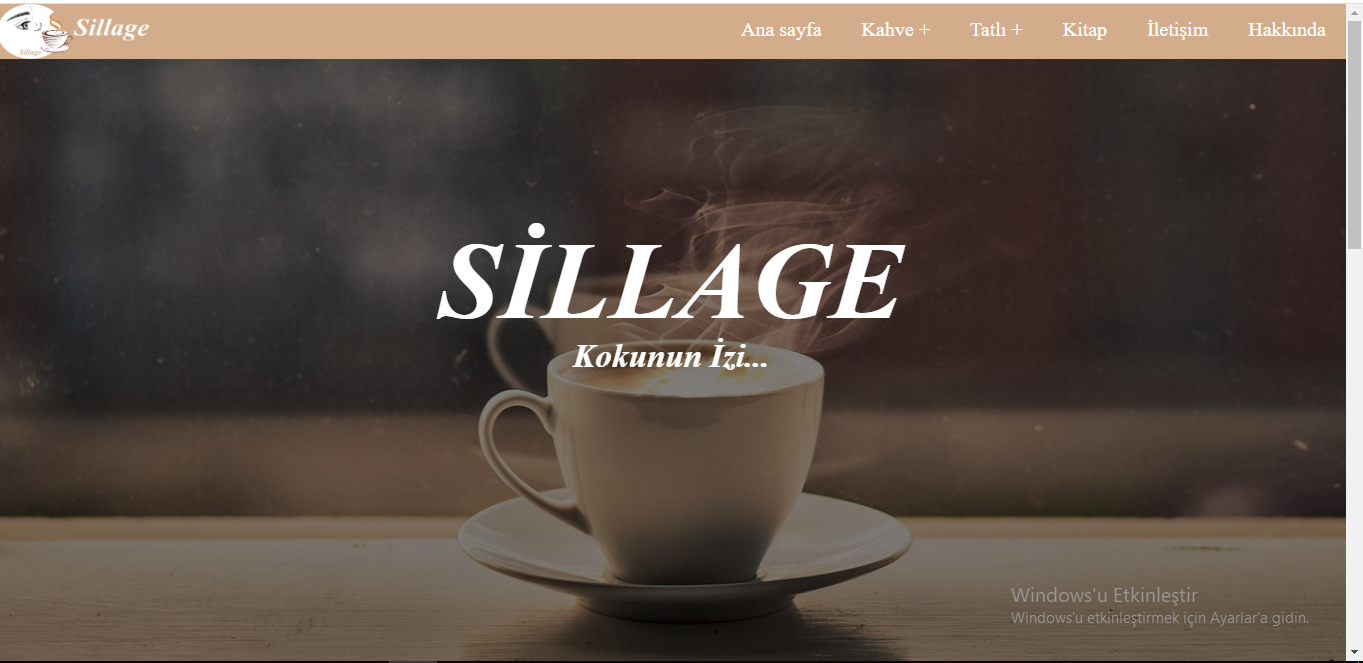 Sillage
Sillage
Ana sayfa Kahve + Tatlı + Kitap İletişim Hakkında
SİLLAGE
Kokunun İzi...
Windows'u Etkinleştir
Windows'u etkinleştirmek için Ayarlar'a gidin.